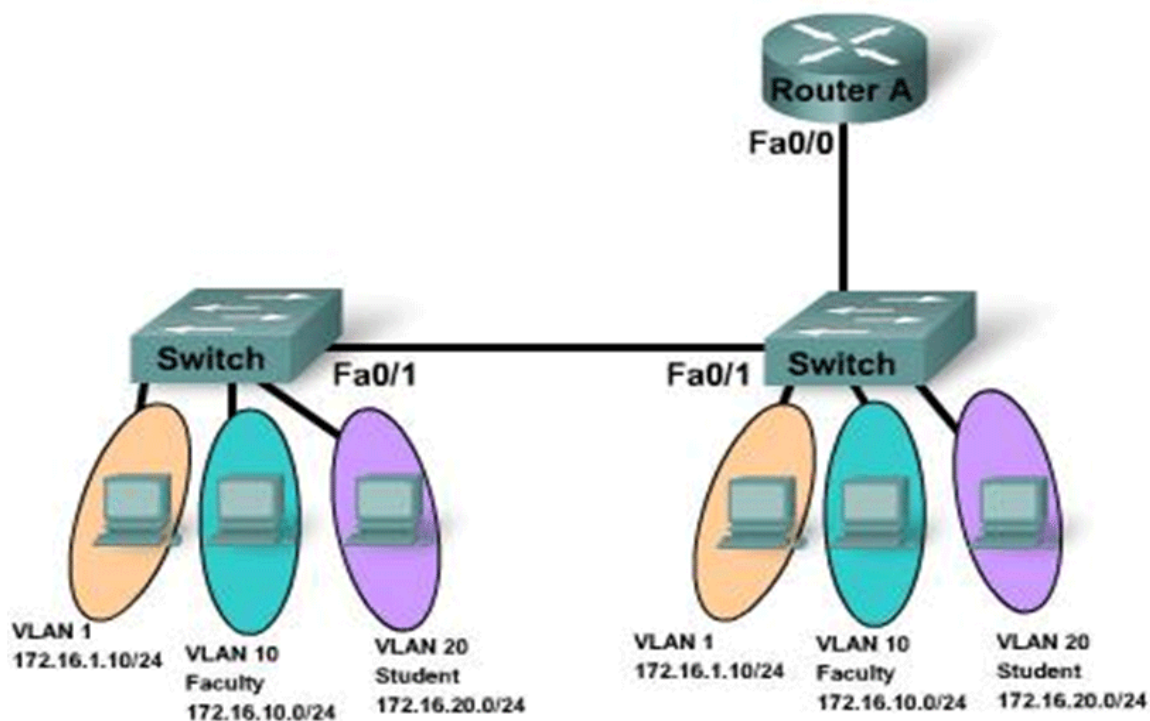 Router A
Fa0/0
Switch
Fa0/1
Fa0/1
Switch
VLAN 1
172.16.1.10/24
VLAN 10
Faculty
172.16.10.0/24
VLAN 20
Student
172.16.20.0/24
VLAN 1
172.16.1.10/24
VLAN 10
Faculty
172.16.10.0/24
VLAN 20
Student
172.16.20.0/24